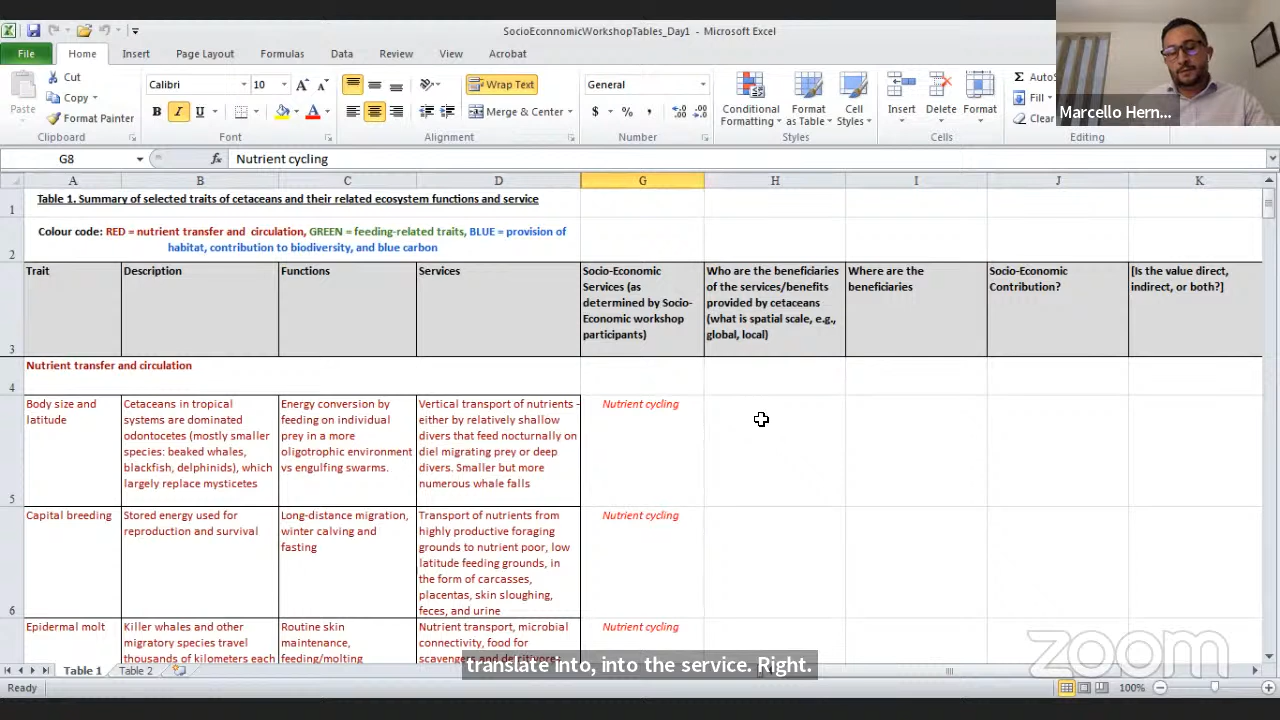 SocioEconnomicWorkshopTables_Day1 - Microsoft Excel
File Home Insert Page Layout Formulas Data Review View Acrobat
Paste
Cut
Copy
Format Painter
Clipboard
Calibri 10
B I U
Font
Wrap Text
Merge & Center
Alignment
General
$ % ,
Number
Conditional Formatting
Format as Table
Cell Styles
Styles
Insert Delete Format
Cells
Fill
Editing
Marcello Hern...
G8 fx Nutrient cycling
A B C D G H I J K
1 Table 1. Summary of selected traits of cetaceans and their related ecosystem functions and service
2 Colour code: RED = nutrient transfer and circulation, GREEN = feeding-related traits, BLUE = provision of
habitat, contribution to biodiversity, and blue carbon
3
Trait
Description
Functions
Services
Socio-Economic
Services (as
determined by Socio-
Economic workshop
participants)
Who are the beneficiaries
of the services/benefits
provided by cetaceans
(what is spatial scale, e.g.,
global, local)
Where are the
beneficiaries
Socio-Economic
Contribution?
[Is the value direct,
indirect, or both?]
4 Nutrient transfer and circulation
5
Body size and
latitude
Cetaceans in tropical
systems are dominated
odontocetes (mostly smaller
species: beaked whales,
blackfish, delphinids), which
largely replace mysticetes
Energy conversion by
feeding on individual
prey in a more
oligotrophic environment
vs engulfing swarms.
Vertical transport of nutrients -
either by relatively shallow
divers that feed nocturnally on
diel migrating prey or deep
divers. Smaller but more
numerous whale falls
Nutrient cycling
6
Capital breeding
Stored energy used for
reproduction and survival
Long-distance migration,
winter calving and
fasting
Transport of nutrients from
highly productive foraging
grounds to nutrient poor, low
latitude feeding grounds, in
the form of carcasses,
placentas, skin sloughing,
feces, and urine
Nutrient cycling
Epidermal molt
Killer whales and other
migratory species travel
thousands of kilometers each
Routine skin
maintenance,
feeding/molting
Nutrient transport, microbial
connectivity, food for
scavengers and
Nutrient cycling
translate into, into the service. Right.
zoom
Table 1 Table 2
Ready
100%